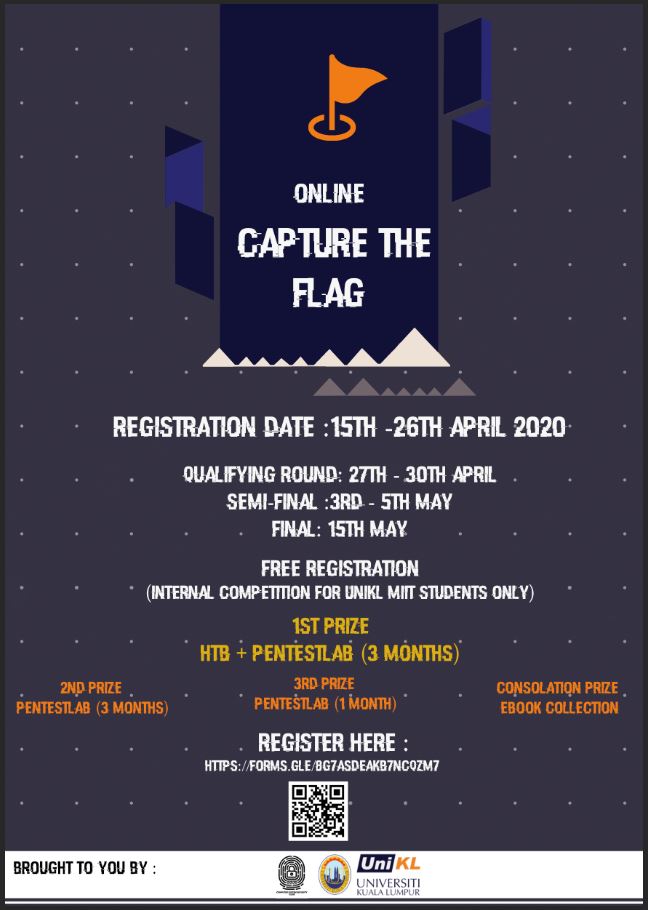 ONLINE
CAPTURE THE
FLAG
REGISTRATION DATE :15TH -26TH APRIL 2020
QUALIFYING ROUND: 27TH - 30TH APRIL
SEMI-FINAL :3RD - 5TH MAY
FINAL: 15TH MAY
FREE REGISTRATION
(INTERNAL COMPETITION FOR UNIKL MIIT STUDENTS ONLY)
1ST PRIZE
HTB + PENTESTLAB (3 MONTHS)
2ND PRIZE
PENTESTLAB (3 MONTHS)
3RD PRIZE
PENTESTLAB (1 MONTH)
CONSOLATION PRIZE
EBOOK COLLECTION
REGISTER HERE :
HTTPS://FORMS.GLE/8G7ASDEAKB7NCQZM7
BROUGHT TO YOU BY :
UniKL
UNIVERSITI
KUALA LUMPUR